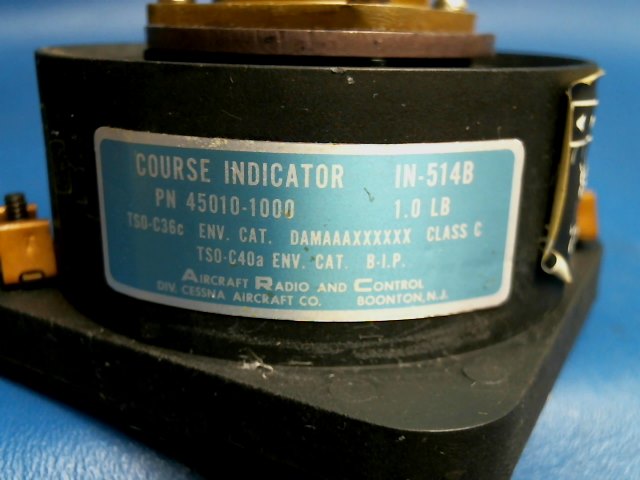 COURSE INDICATOR IN-514B
PN 45010-1000 1.0 LB
TSO-C36c ENV. CAT. DAMAAAXXXXXX CLASS C
TSO-C40a ENV. CAT. B-I.P.
AIRCRAFT RADIO AND CONTROL
DIV. CESSNA AIRCRAFT CO. BOONTON, N.J.